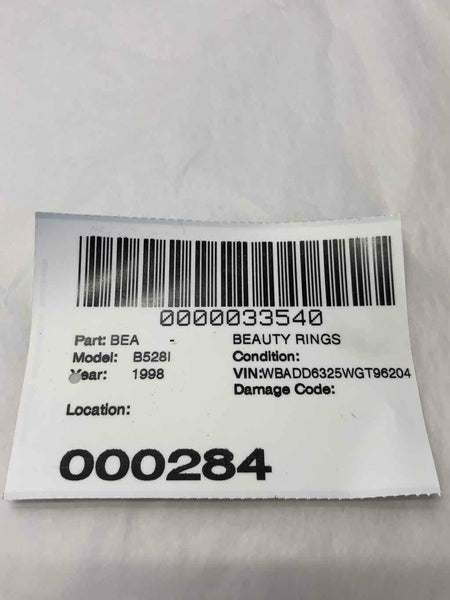 0000033540
Part: BEA - BEAUTY RINGS
Model: B528I Condition:
Year: 1998 VIN:WBADD6325WGT96204
Damage Code:
Location:
000284